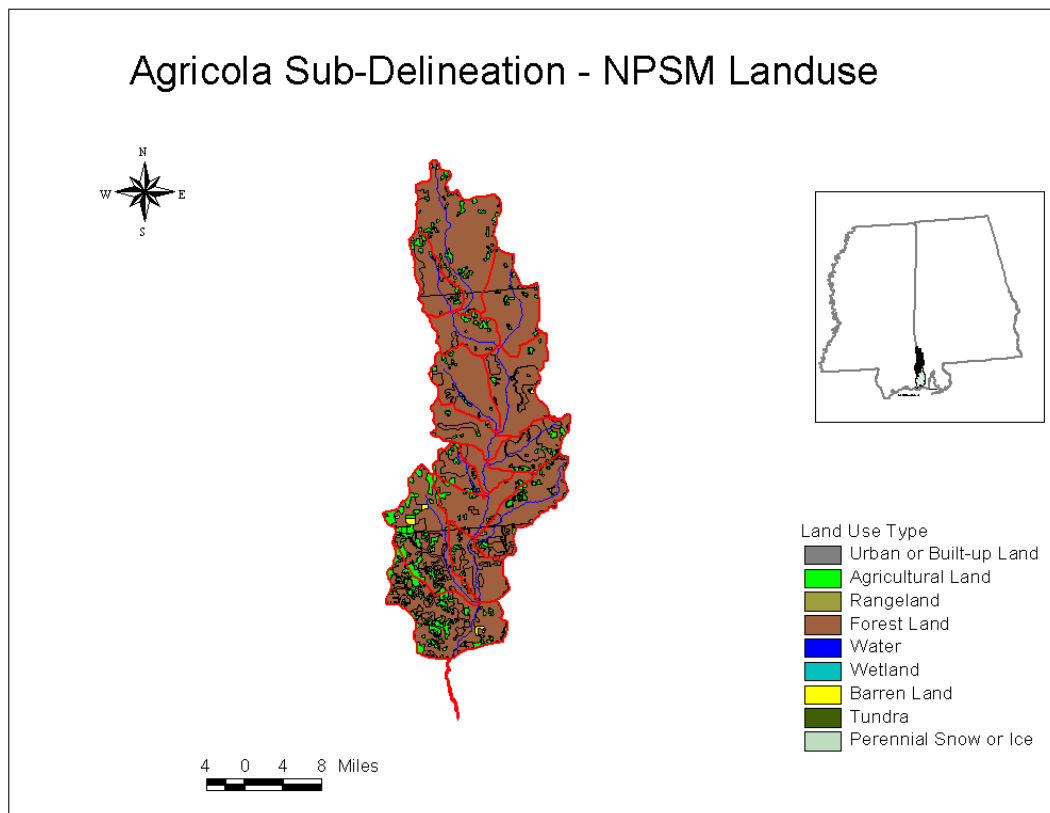 Agricola Sub-Delineation - NPSM Landuse
N
W E
S
Land Use Type
Urban or Built-up Land
Agricultural Land
Rangeland
Forest Land
Water
Wetland
Barren Land
Tundra
Perennial Snow or Ice
4 0 4 8 Miles